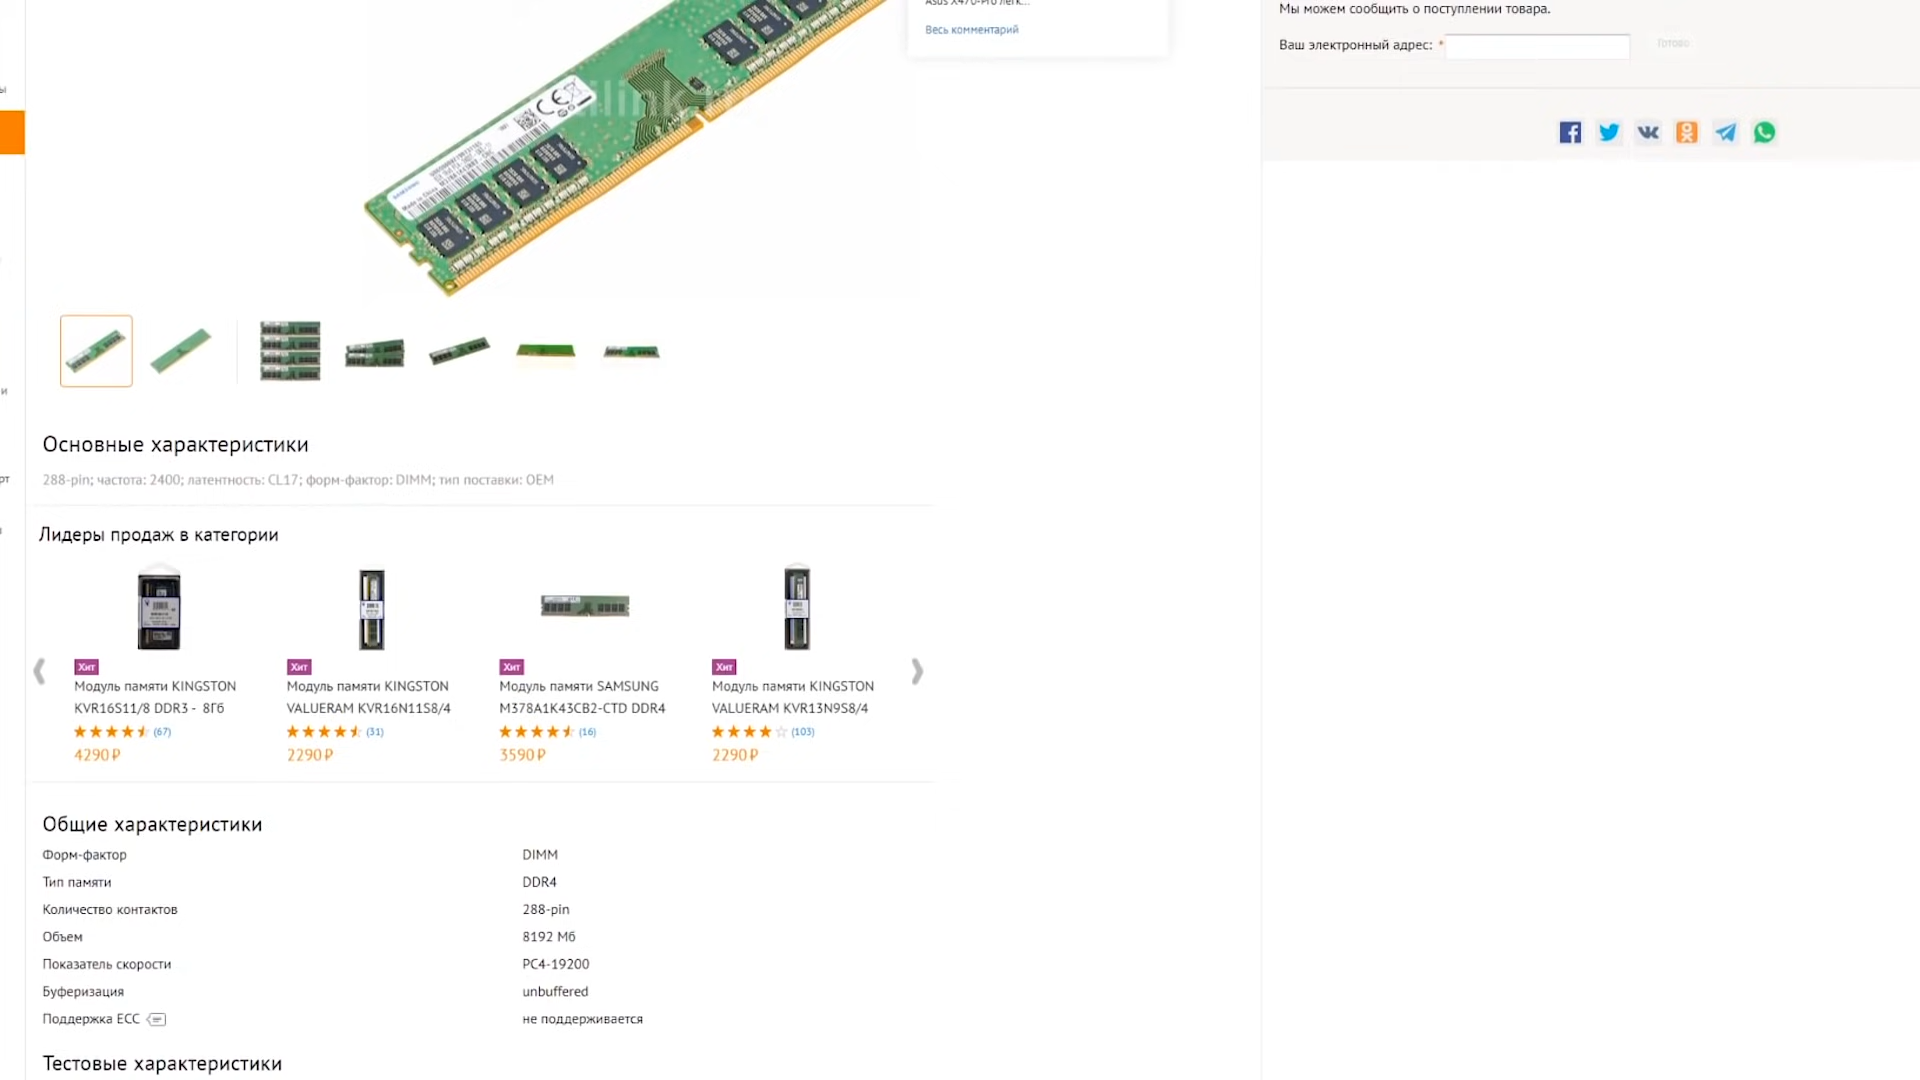 Весь комментарий
Мы можем сообщить о поступлении товара.
Ваш электронный адрес: *
Готово
ilink
SAMSUNG
Основные характеристики
288-pin; частота: 2400; латентность: CL17; форм-фактор: DIMM; тип поставки: OEM
Лидеры продаж в категории
Хит
Модуль памяти KINGSTON
KVR16S11/8 DDR3 - 8Гб
(67)
4290 ₽
Хит
Модуль памяти KINGSTON
VALUERAM KVR16N11S8/4
(31)
2290 ₽
Хит
Модуль памяти SAMSUNG
M378A1K43CB2-CTD DDR4
(16)
3590 ₽
Хит
Модуль памяти KINGSTON
VALUERAM KVR13N9S8/4
(103)
2290 ₽
Общие характеристики
Форм-фактор DIMM
Тип памяти DDR4
Количество контактов 288-pin
Объем 8192 Мб
Показатель скорости PC4-19200
Буферизация unbuffered
Поддержка ECC не поддерживается
Тестовые характеристики